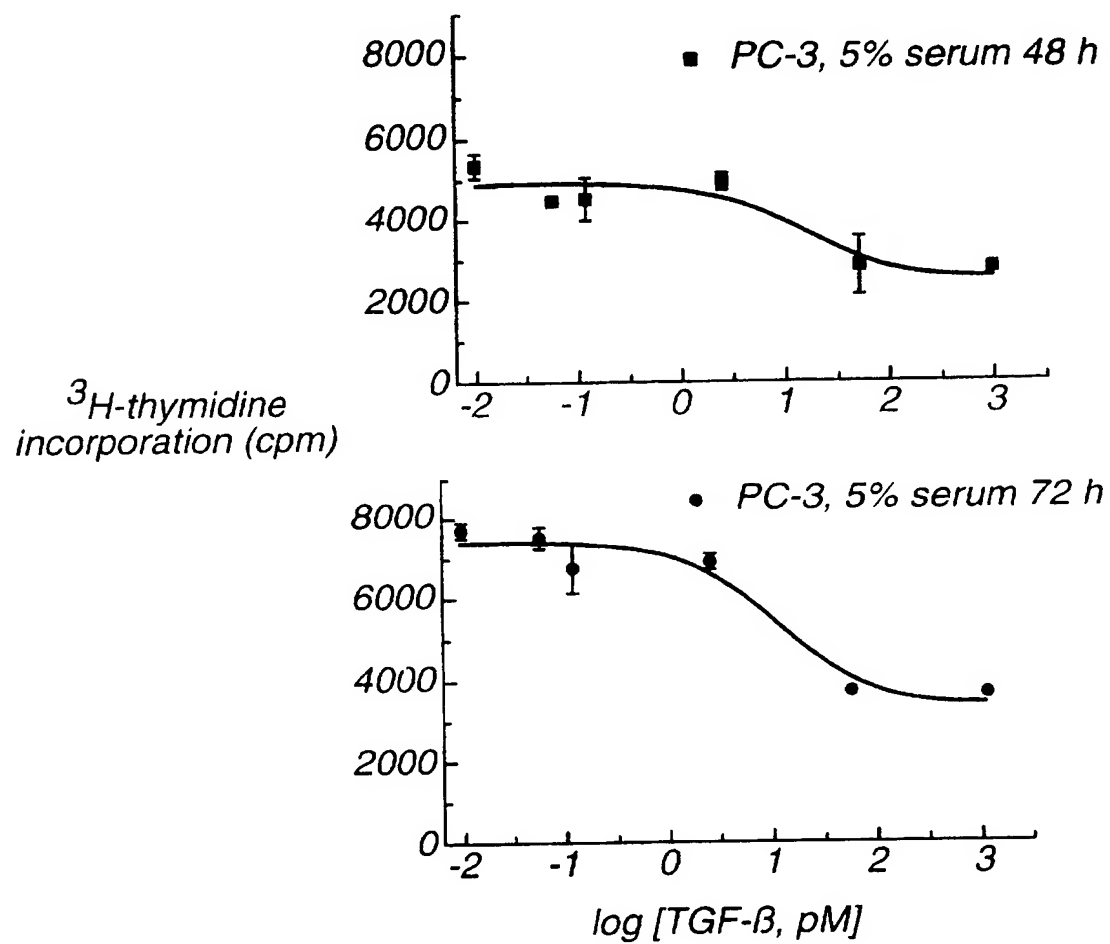 8000
PC-3, 5% serum 48 h
6000
4000
2000
0
-2 -1 0 1 2 3
³H-thymidine
incorporation (cpm)
8000
PC-3, 5% serum 72 h
6000
4000
2000
0
-2 -1 0 1 2 3
log [TGF-ß, pM]